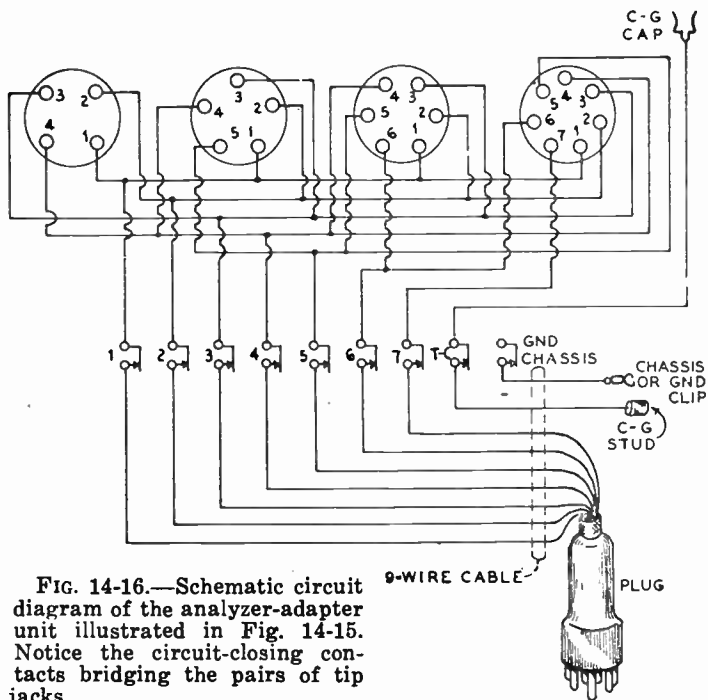 C-G
CAP
3 2
4 1
3
4 2
5 1
4 3
5 2
6 1
4
5 3
6 2
7 1
1 2 3 4 5 6 7 T GND
CHASSIS
CHASSIS
OR GND
CLIP
C-G
STUD
9-WIRE CABLE
PLUG
FIG. 14-16.—Schematic circuit
diagram of the analyzer-adapter
unit illustrated in Fig. 14-15.
Notice the circuit-closing con-
tacts bridging the pairs of tip
jacks.